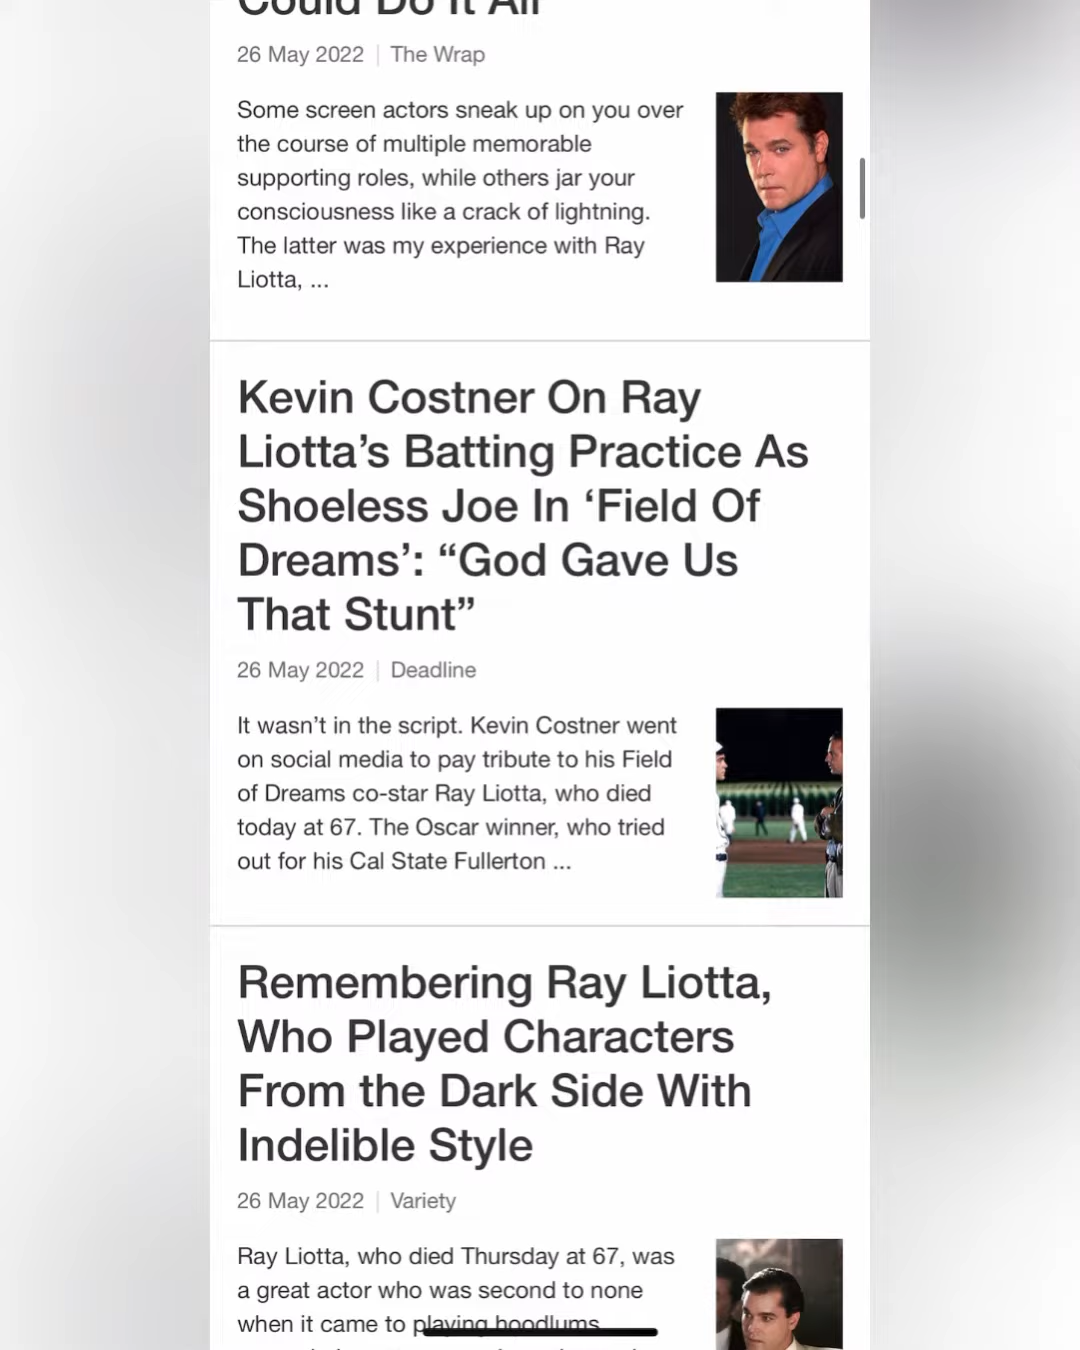 Could Do It All
26 May 2022 | The Wrap
Some screen actors sneak up on you over
the course of multiple memorable
supporting roles, while others jar your
consciousness like a crack of lightning.
The latter was my experience with Ray
Liotta, ...
Kevin Costner On Ray
Liotta’s Batting Practice As
Shoeless Joe In ‘Field Of
Dreams’: “God Gave Us
That Stunt”
26 May 2022 | Deadline
It wasn’t in the script. Kevin Costner went
on social media to pay tribute to his Field
of Dreams co-star Ray Liotta, who died
today at 67. The Oscar winner, who tried
out for his Cal State Fullerton ...
Remembering Ray Liotta,
Who Played Characters
From the Dark Side With
Indelible Style
26 May 2022 | Variety
Ray Liotta, who died Thursday at 67, was
a great actor who was second to none
when it came to playing hoodlums